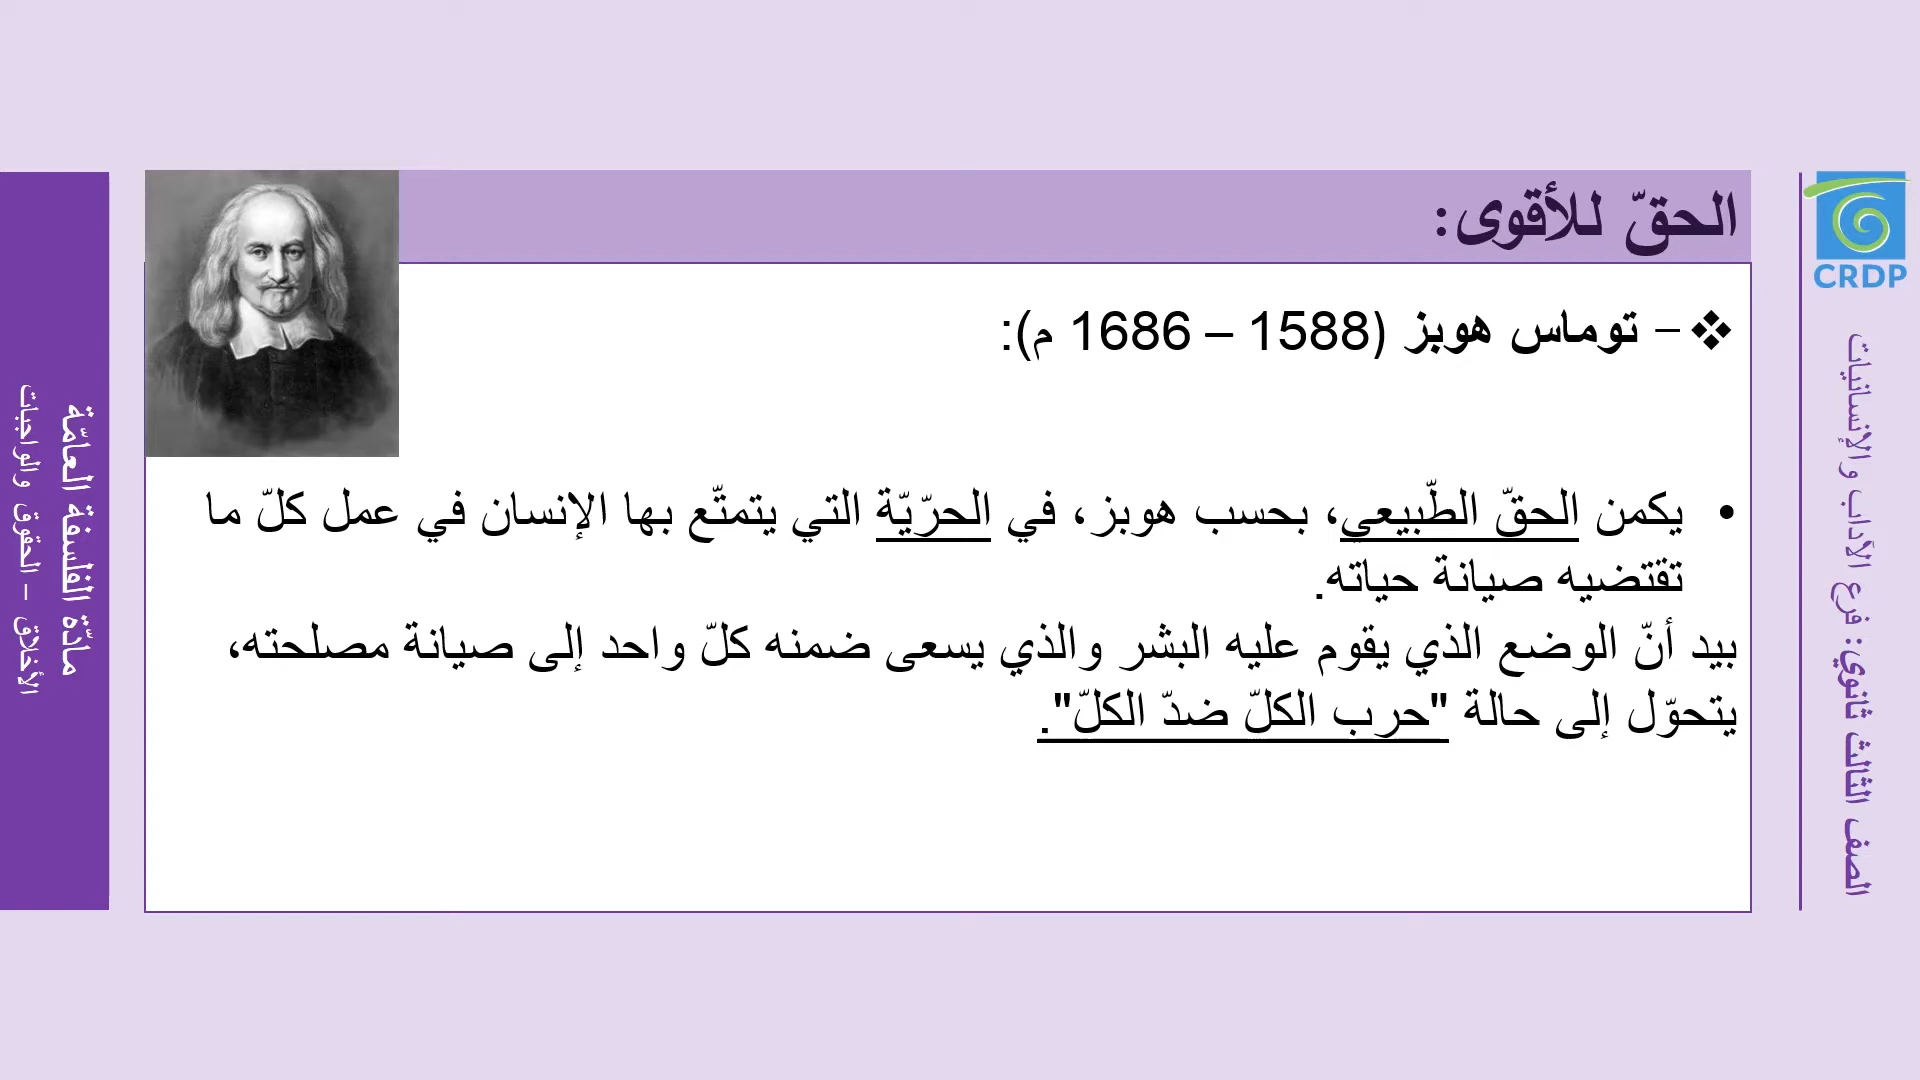 الحقّ للأقوى:
❖ – توماس هوبز (1588 – 1686 م):
• يكمن الحقّ الطّبيعي، بحسب هوبز، في الحرّيّة التي يتمتّع بها الإنسان في عمل كلّ ما
تقتضيه صيانة حياته.
بيد أنّ الوضع الذي يقوم عليه البشر والذي يسعى ضمنه كلّ واحد إلى صيانة مصلحته،
يتحوّل إلى حالة "حرب الكلّ ضدّ الكلّ".
CRDP
الصف الثالث ثانوي: فرع الآداب والإنسانيات
مادّة الفلسفة العامّة
الأخلاق – الحقوق والواجبات